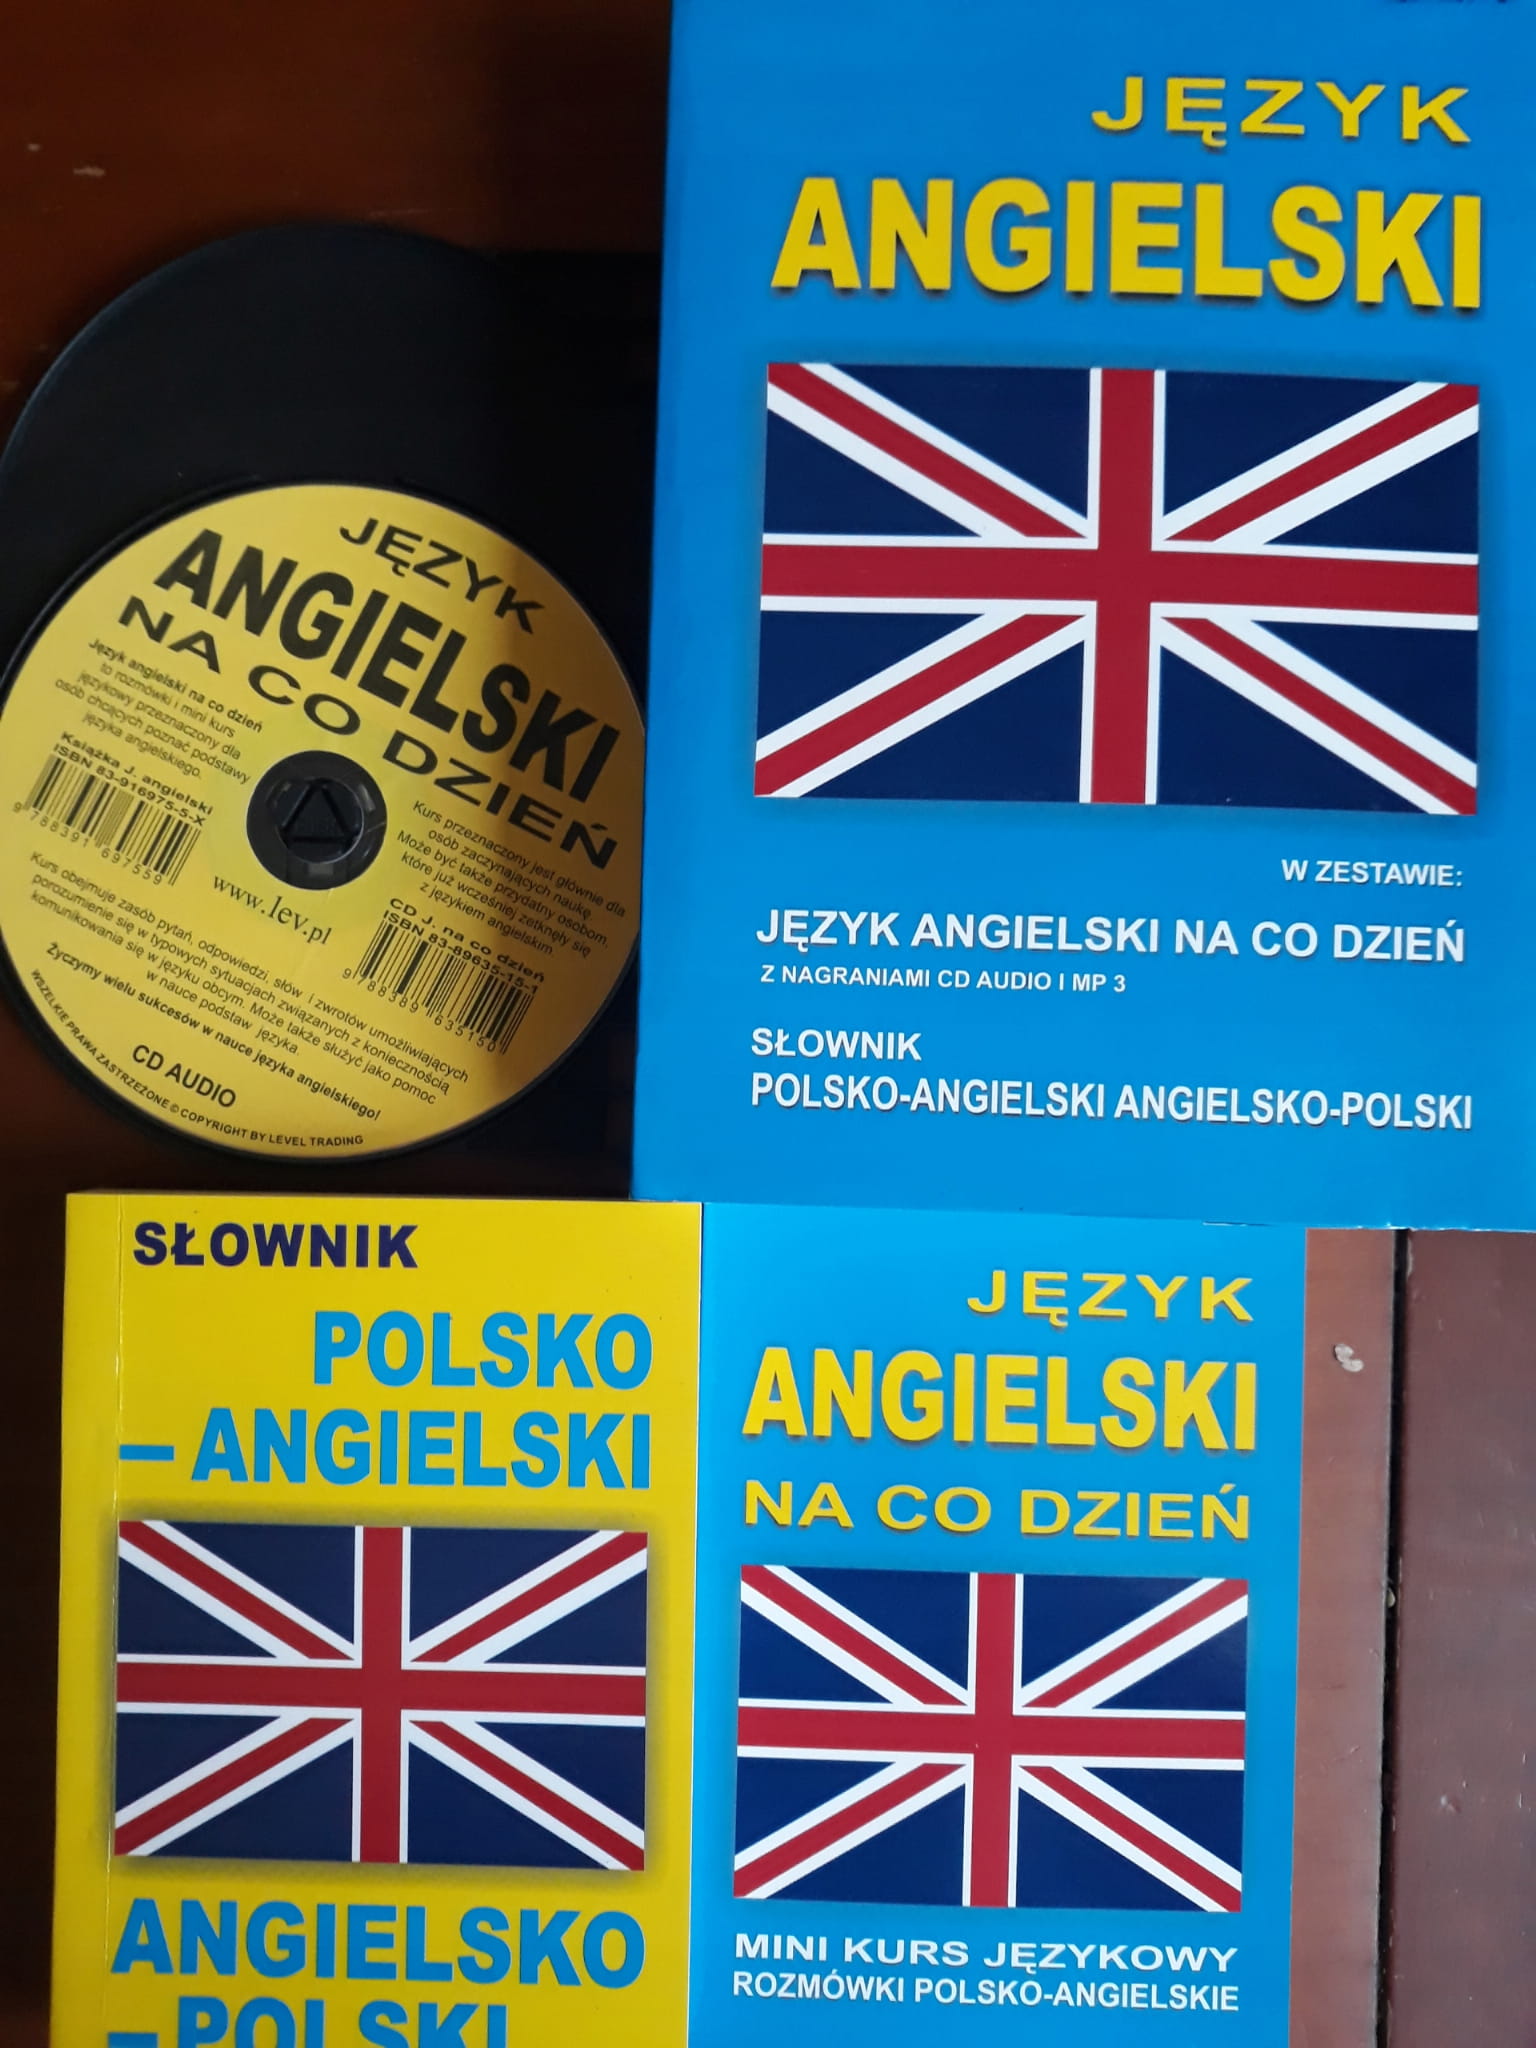 JĘZYK
ANGIELSKI
W ZESTAWIE:
JĘZYK ANGIELSKI NA CO DZIEŃ
Z NAGRANIAMI CD AUDIO I MP 3
SŁOWNIK
POLSKO-ANGIELSKI ANGIELSKO-POLSKI
JĘZYK
ANGIELSKI
NA CO DZIEŃ
Język angielski na co dzień
to rozmówki i mini kurs
językowy przeznaczony dla
osób chcących poznać podstawy
języka angielskiego.
Książka J. angielski
ISBN 83-916975-5-X
9 788391 697559
Kurs przeznaczony jest głównie dla
osób zaczynających naukę.
Może być także przydatny osobom,
które już wcześniej zetknęły się
z językiem angielskim
www.lev.pl
CD J. na co dzień
ISBN 83-89635-15-1
9 788389 635150
Kurs obejmuje zasób pytań, odpowiedzi, słów i zwrotów umożliwiających
porozumienie się w typowych sytuacjach związanych z koniecznością
komunikowania się w języku obcym. Może także służyć jako pomoc
w nauce podstaw języka.
Życzymy wielu sukcesów w nauce języka angielskiego!
CD AUDIO
WSZELKIE PRAWA ZASTRZEŻONE © COPYRIGHT BY LEVEL TRADING
SŁOWNIK
POLSKO
–ANGIELSKI
ANGIELSKO
–POLSKI
JĘZYK
ANGIELSKI
NA CO DZIEŃ
MINI KURS JĘZYKOWY
ROZMÓWKI POLSKO-ANGIELSKIE